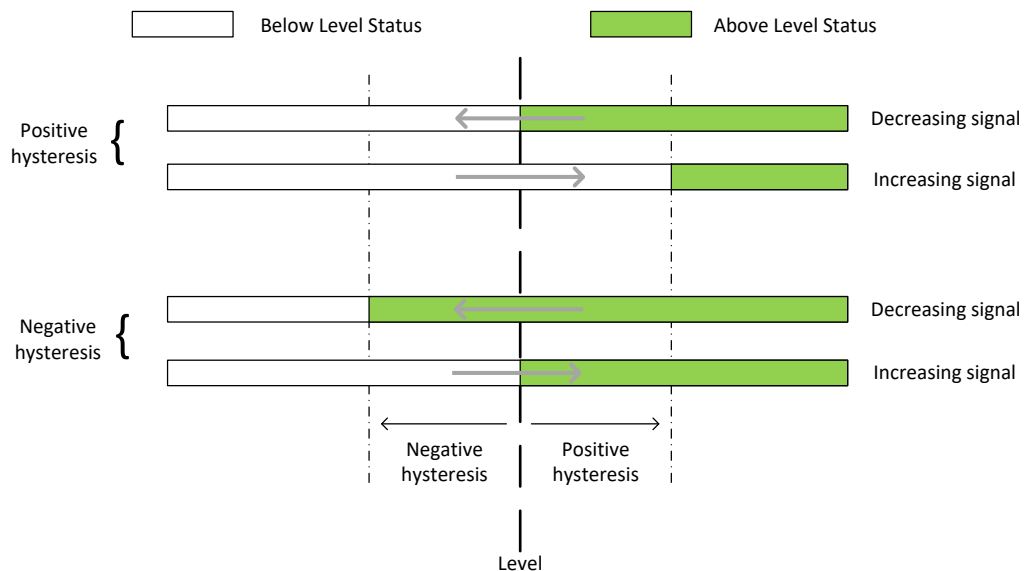 Below Level Status
Above Level Status
Positive
hysteresis
{
Decreasing signal
Increasing signal
Negative
hysteresis
{
Decreasing signal
Increasing signal
Negative
hysteresis
Positive
hysteresis
Level